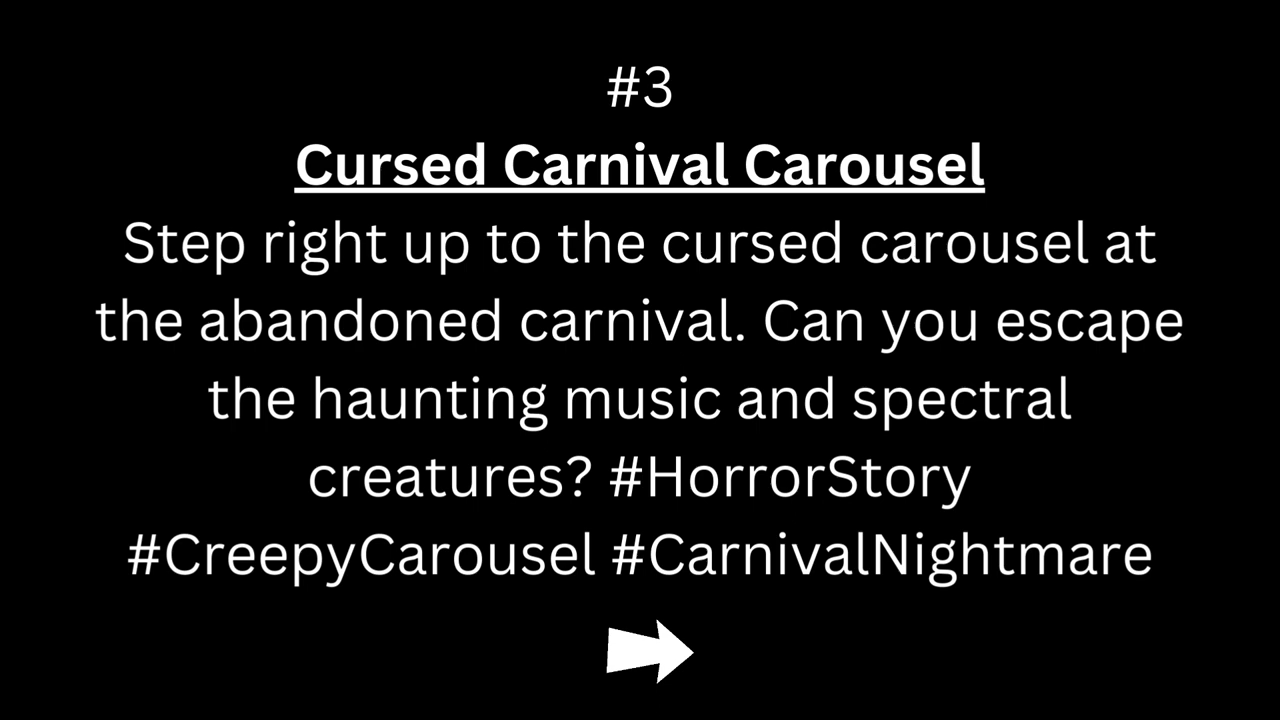 #3
Cursed Carnival Carousel
Step right up to the cursed carousel at
the abandoned carnival. Can you escape
the haunting music and spectral
creatures? #HorrorStory
#CreepyCarousel #CarnivalNightmare